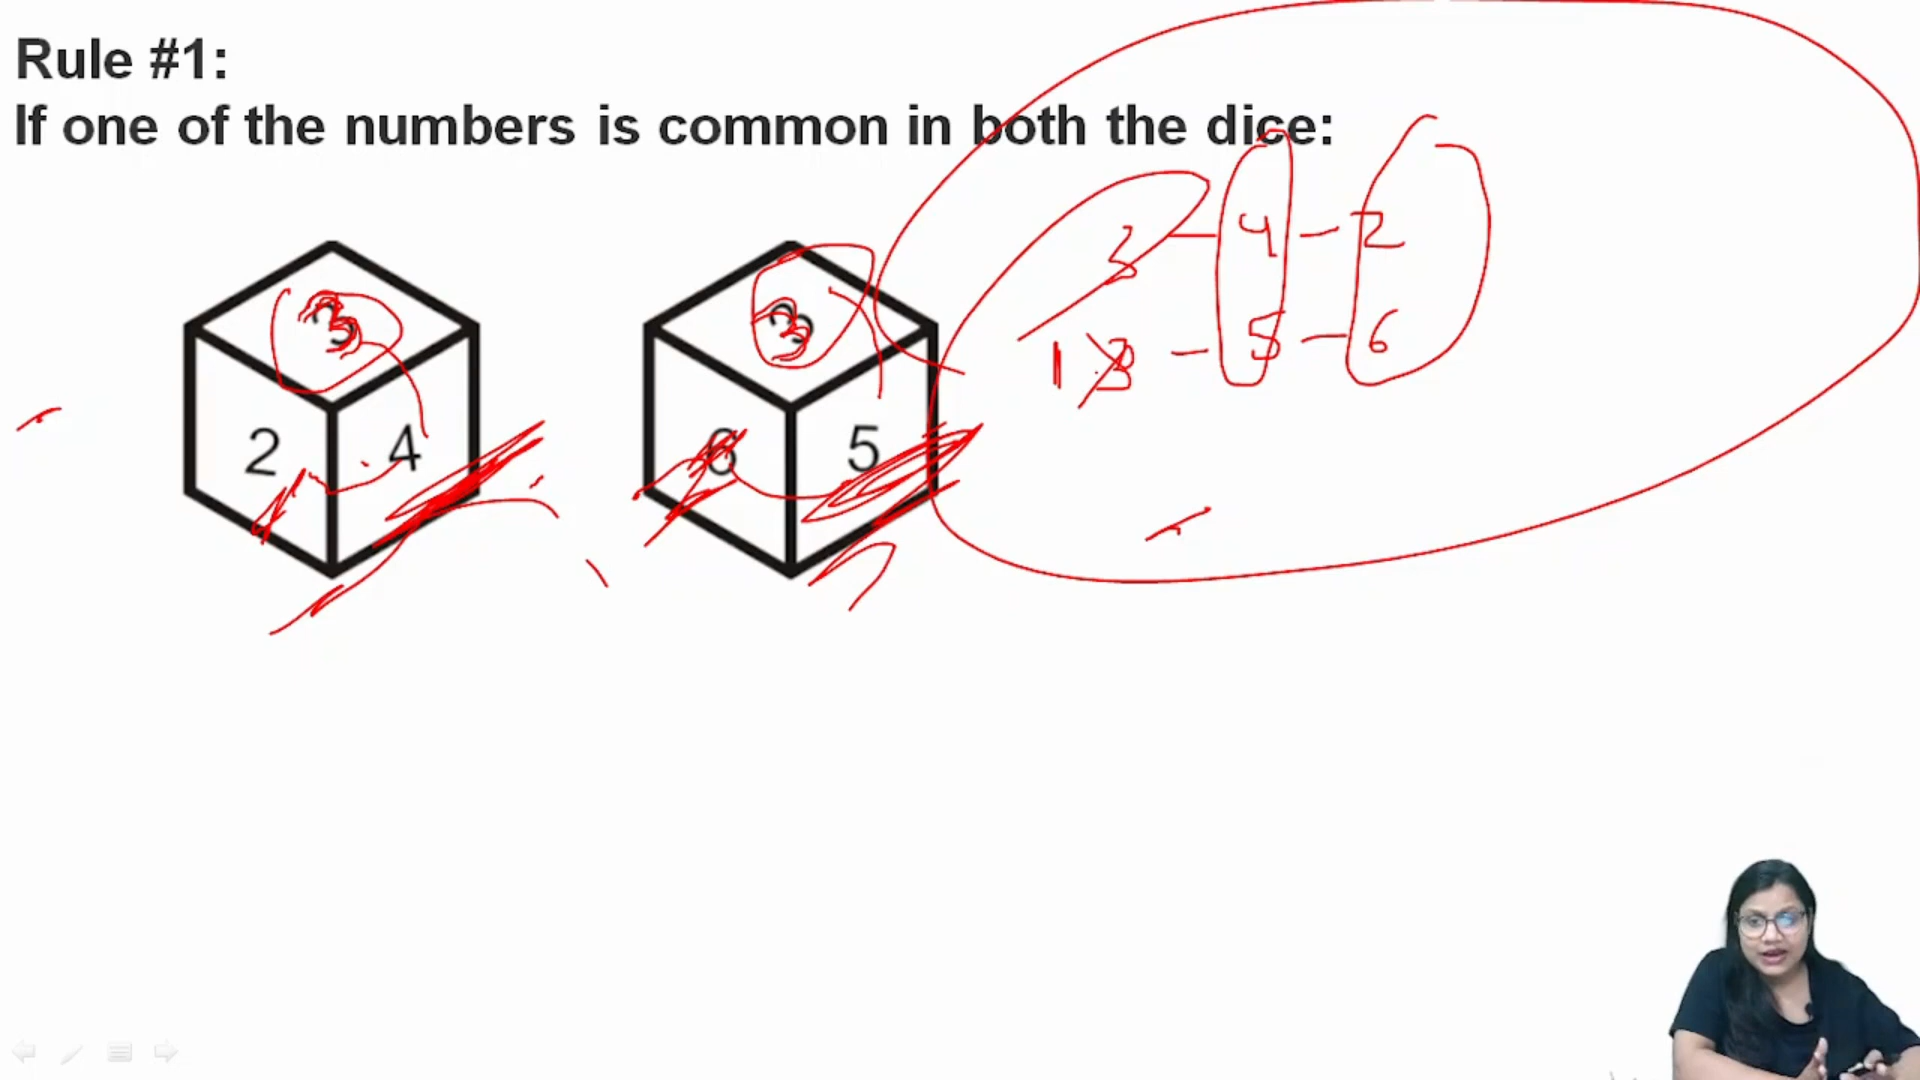 Rule #1:
If one of the numbers is common in both the dice:
3 - 4 - 2
1 3 - 5 - 6
3
3
2 4
6 5